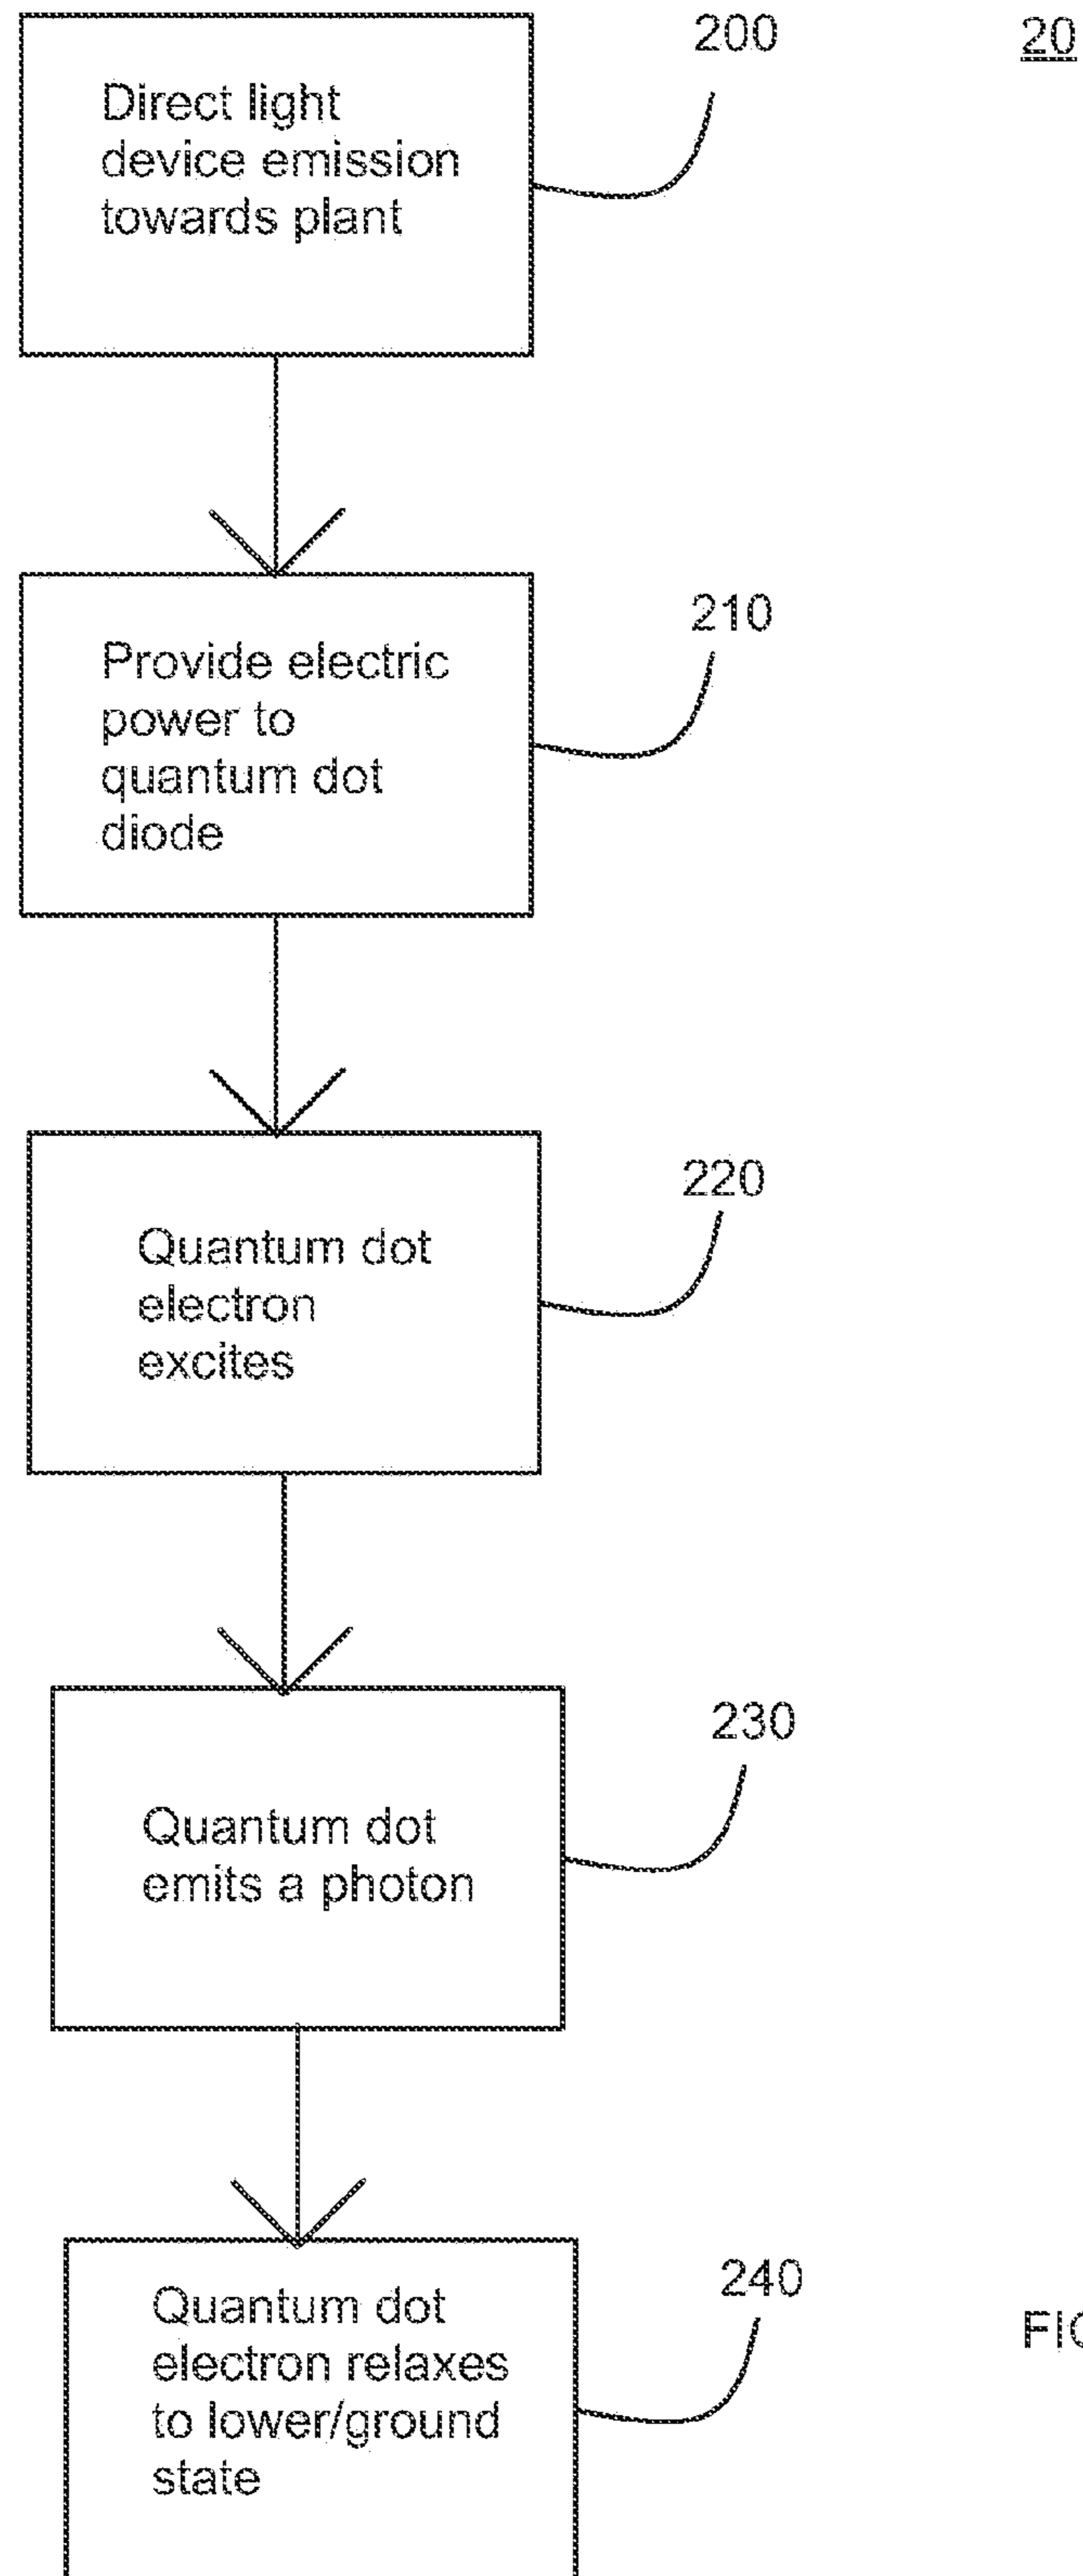 200
20
Direct light
device emission
towards plant
210
Provide electric
power to
quantum dot
diode
220
Quantum dot
electron
excites
230
Quantum dot
emits a photon
240
Quantum dot
electron relaxes
to lower/ground
state